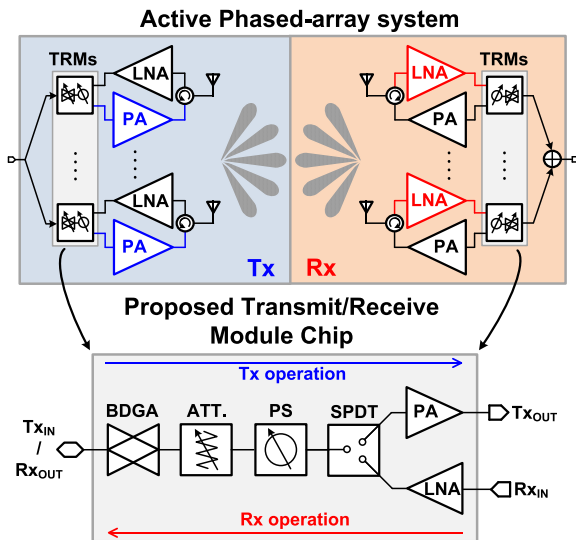 Active Phased-array system
TRMs
LNA
PA
LNA
PA
Tx
LNA
PA
TRMs
LNA
PA
Rx
Proposed Transmit/Receive
Module Chip
Tx operation
BDGA
ATT.
PS
SPDT
PA
TxOUT
TxIN
/
RxOUT
LNA
RxIN
Rx operation